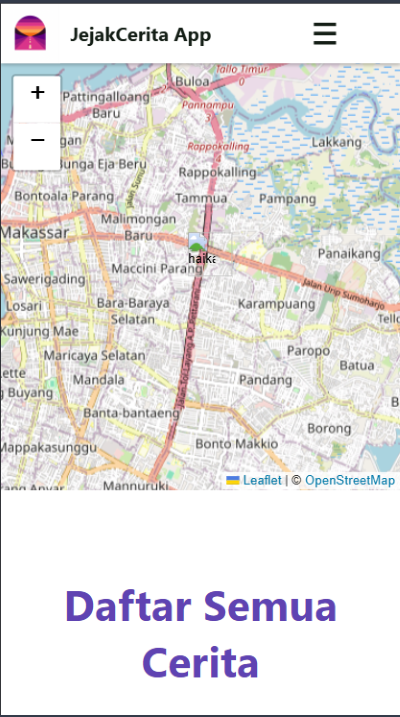 JejakCerita App
☰
+
−
Buloa
Tallo Timur
Pattingalloang
Baru
Pannampu
Lakkang
Bunga Eja Beru
Rappokalling
Rappokalling
Bontoala Parang
Tammua
Pampang
Malimongan
Baru
Makassar
Panaikang
Maccini Parang
haika
Sawerigading
Jalan Urip Sumoharjo
Losari
Bara-Baraya
Selatan
Karampuang
Kunjung Mae
Maricaya Selatan
Paropo
Batua
Mandala
Pandang
Banta-bantaeng
Borong
Bonto Makkio
Mappakasunggu
Mannuruki
Leaflet | © OpenStreetMap
Daftar Semua
Cerita